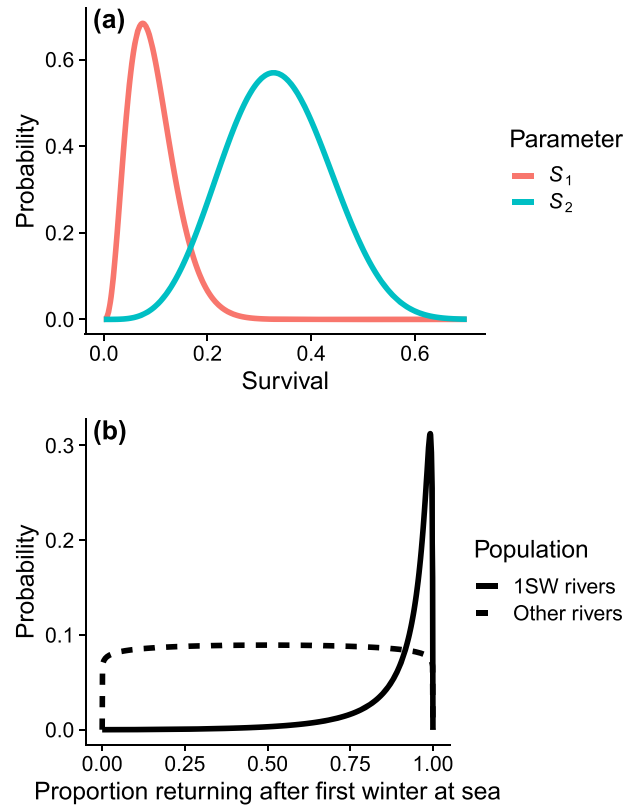 (a)
0.6
0.4
0.2
0.0
Probability
0.0 0.2 0.4 0.6
Survival
Parameter
S1
S2
(b)
0.3
0.2
0.1
0.0
Probability
0.00 0.25 0.50 0.75 1.00
Proportion returning after first winter at sea
Population
1SW rivers
Other rivers